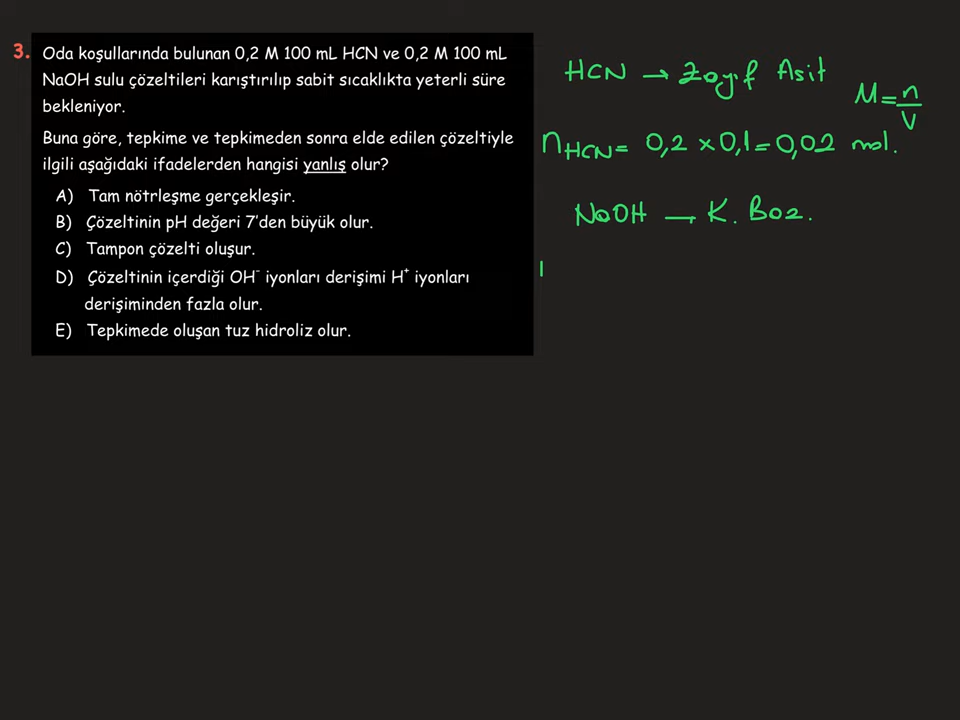 3. Oda koşullarında bulunan 0,2 M 100 mL HCN ve 0,2 M 100 mL
NaOH sulu çözeltileri karıştırılıp sabit sıcaklıkta yeterli süre
bekleniyor.
Buna göre, tepkime ve tepkimeden sonra elde edilen çözeltiyle
ilgili aşağıdaki ifadelerden hangisi yanlış olur?
A) Tam nötrleşme gerçekleşir.
B) Çözeltinin pH değeri 7'den büyük olur.
C) Tampon çözelti oluşur.
D) Çözeltinin içerdiği OH⁻ iyonları derişimi H⁺ iyonları
derişiminden fazla olur.
E) Tepkimede oluşan tuz hidroliz olur.
HCN → Zayıf Asit
M = n/V
nHCN = 0,2 x 0,1 = 0,02 mol.
NaOH → K. Baz.